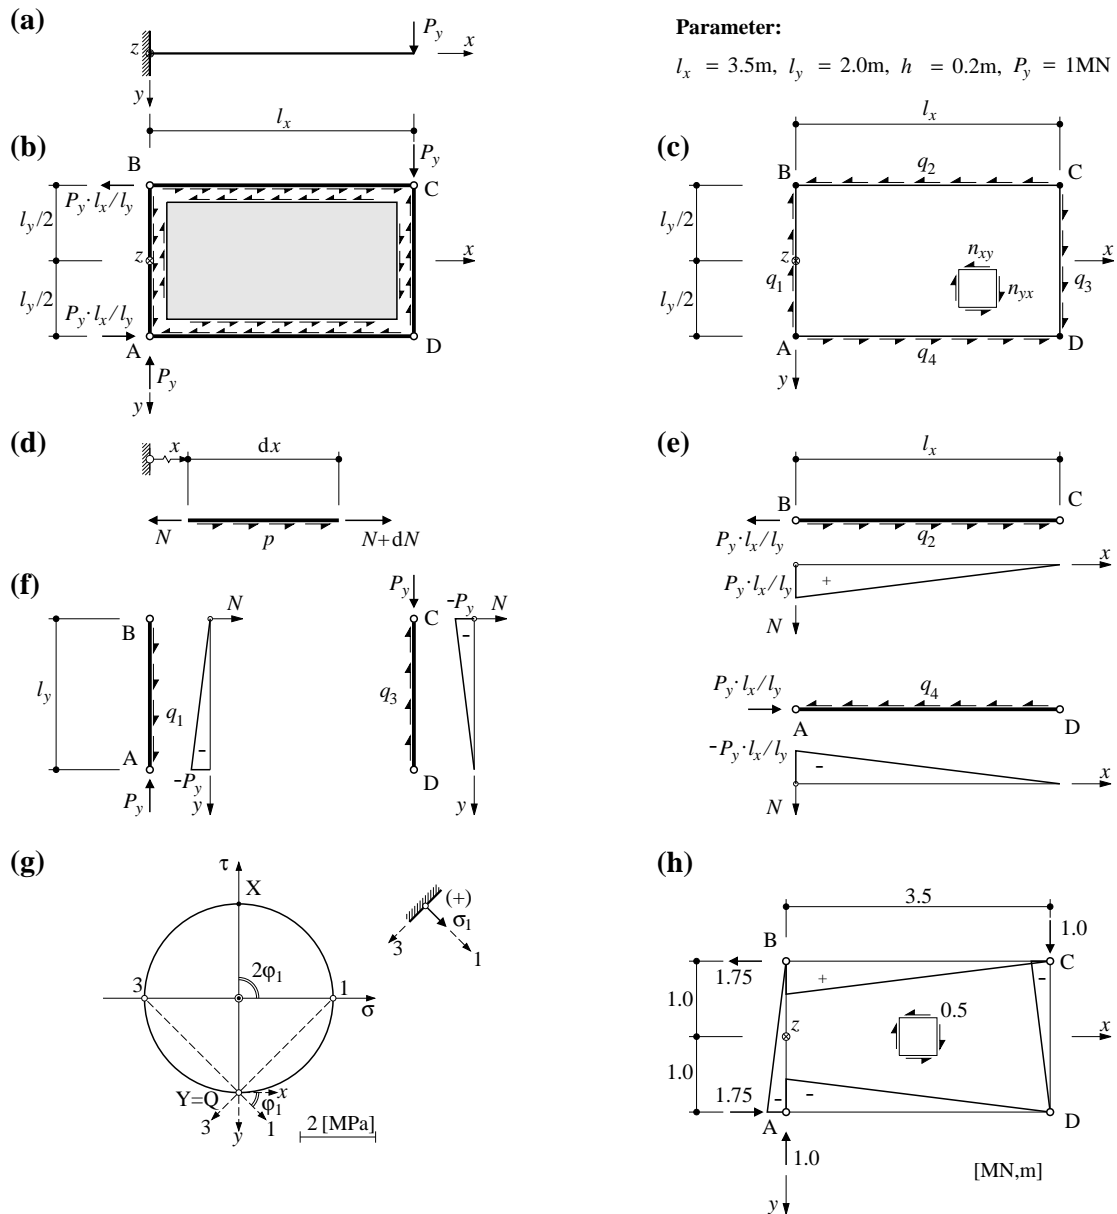 (a)
P_y
z
x
y
Parameter:
l_x = 3.5m, l_y = 2.0m, h = 0.2m, P_y = 1MN
(b)
l_x
B
P_y
P_y·l_x/l_y
C
l_y/2
z
x
l_y/2
P_y·l_x/l_y
A
D
P_y
y
(c)
l_x
B
q_2
C
l_y/2
n_xy
z
x
q_1
n_yx
q_3
l_y/2
A
q_4
D
y
(d)
x
dx
N
p
N+dN
(e)
l_x
B
C
P_y·l_x/l_y
q_2
P_y·l_x/l_y
+
x
N
P_y·l_x/l_y
q_4
A
D
-P_y·l_x/l_y
-
x
N
(f)
B
N
l_y
q_1
A
-
-P_y
P_y
y
P_y
C
-P_y
N
-
q_3
D
y
(g)
τ
X
(+)
σ_1
3
1
2φ_1
3
1
σ
Y=Q
x
φ_1
3
1
y
2 [MPa]
(h)
3.5
1.0
B
C
1.75
+
-
1.0
0.5
z
x
1.0
1.75
-
-
A
D
1.0
[MN,m]
y